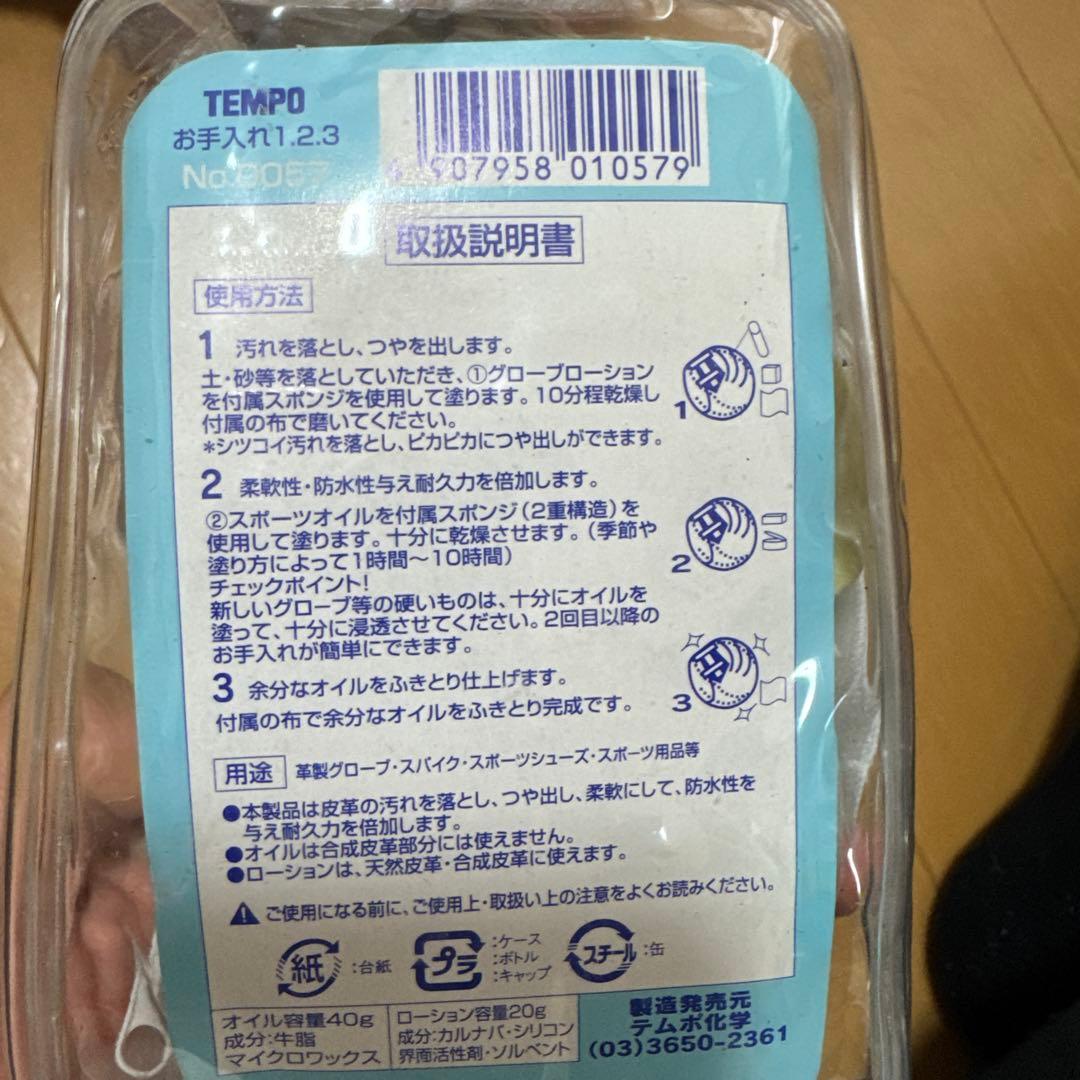 TEMPO
お手入れ1.2.3
No.0057
4 907958 010579
取扱説明書
使用方法
1 汚れを落とし、つやを出します。
土・砂等を落としていただき、①グローブローション
を付属スポンジを使用して塗ります。10分程乾燥し
付属の布で磨いてください。
*シツコイ汚れを落とし、ピカピカにつや出しができます。
1
2 柔軟性・防水性与え耐久力を倍加します。
②スポーツオイルを付属スポンジ(2重構造)を
使用して塗ります。十分に乾燥させます。(季節や
塗り方によって1時間～10時間)
チェックポイント!
新しいグローブ等の硬いものは、十分にオイルを
塗って、十分に浸透させてください。2回目以降の
お手入れが簡単にできます。
2
3 余分なオイルをふきとり仕上げます。
付属の布で余分なオイルをふきとり完成です。
3
用途 革製グローブ・スパイク・スポーツシューズ・スポーツ用品等
●本製品は皮革の汚れを落とし、つや出し、柔軟にして、防水性を
与え耐久力を倍加します。
●オイルは合成皮革部分には使えません。
●ローションは、天然皮革・合成皮革に使えます。
ご使用になる前に、ご使用上・取扱い上の注意をよくお読みください。
紙 :台紙
プラ :ケース
:ボトル
:キャップ
スチール :缶
オイル容量40g
成分:牛脂
マイクロワックス
ローション容量20g
成分:カルナバ・シリコン
界面活性剤・ソルベント
製造発売元
テムポ化学
(03)3650-2361